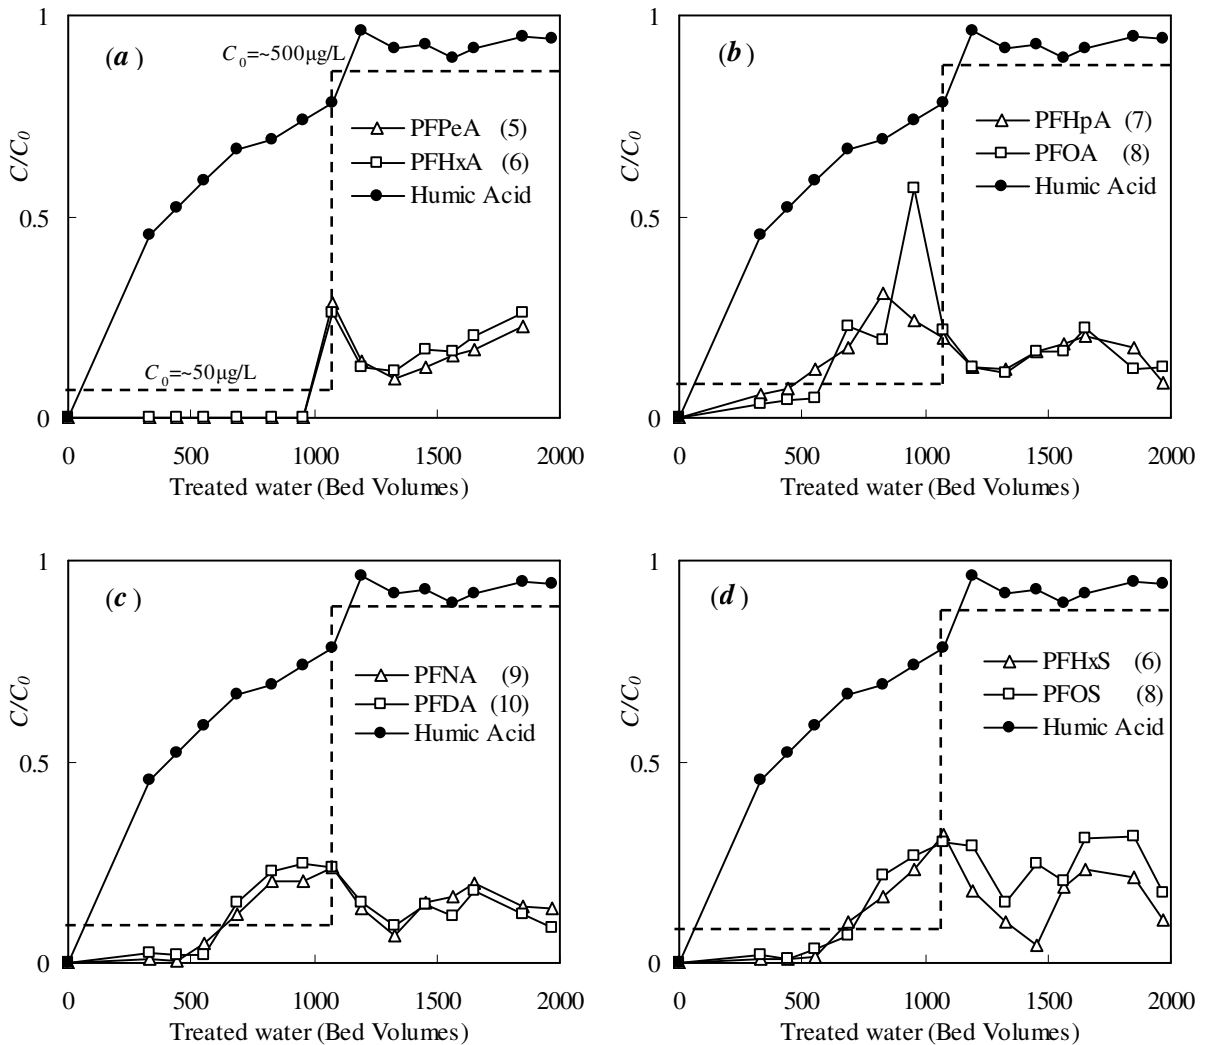 1
(a)
C0=~500μg/L
PFPeA (5)
PFHxA (6)
Humic Acid
C/C0
0.5
C0=~50μg/L
0
0 500 1000 1500 2000
Treated water (Bed Volumes)
1
(b)
PFHpA (7)
PFOA (8)
Humic Acid
C/C0
0.5
0
0 500 1000 1500 2000
Treated water (Bed Volumes)
1
(c)
PFNA (9)
PFDA (10)
Humic Acid
C/C0
0.5
0
0 500 1000 1500 2000
Treated water (Bed Volumes)
1
(d)
PFHxS (6)
PFOS (8)
Humic Acid
C/C0
0.5
0
0 500 1000 1500 2000
Treated water (Bed Volumes)